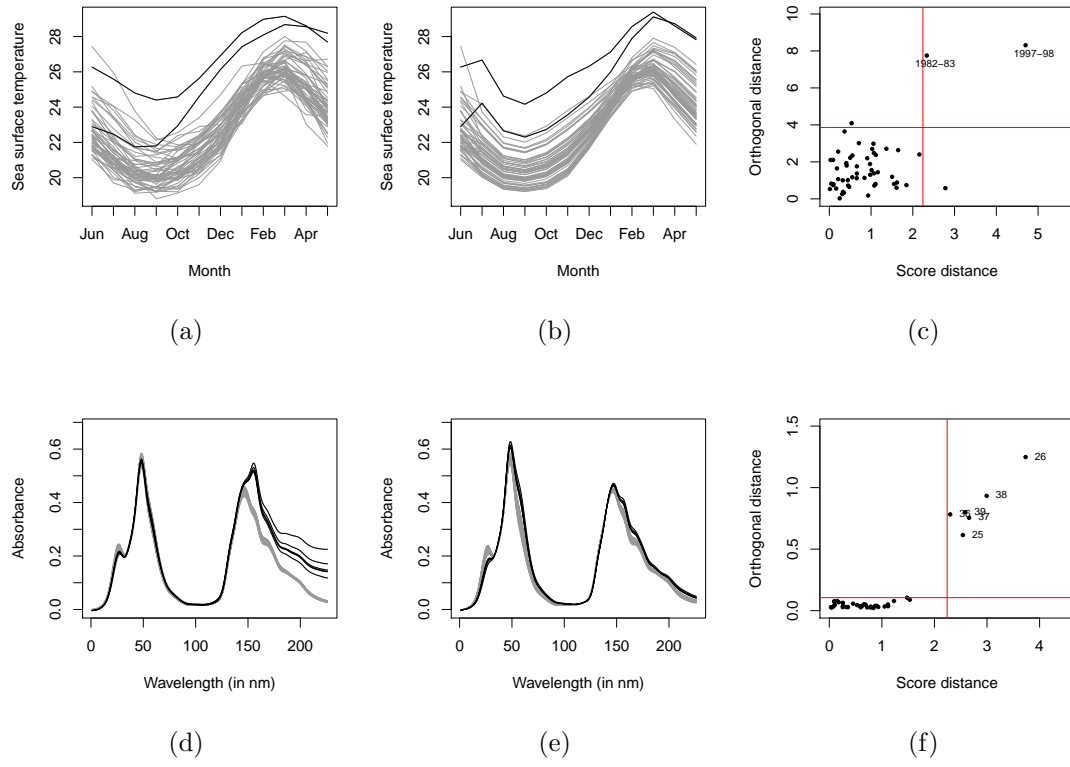 Sea surface temperature
20
22
24
26
28
Jun
Aug
Oct
Dec
Feb
Apr
Month
(a)
Sea surface temperature
20
22
24
26
28
Jun
Aug
Oct
Dec
Feb
Apr
Month
(b)
Orthogonal distance
0
2
4
6
8
10
1982−83
1997−98
0
1
2
3
4
5
Score distance
(c)
Absorbance
0.0
0.2
0.4
0.6
0
50
100
150
200
Wavelength (in nm)
(d)
Absorbance
0.0
0.2
0.4
0.6
0
50
100
150
200
Wavelength (in nm)
(e)
Orthogonal distance
0.0
0.5
1.0
1.5
26
38
36
39
37
25
0
1
2
3
4
Score distance
(f)